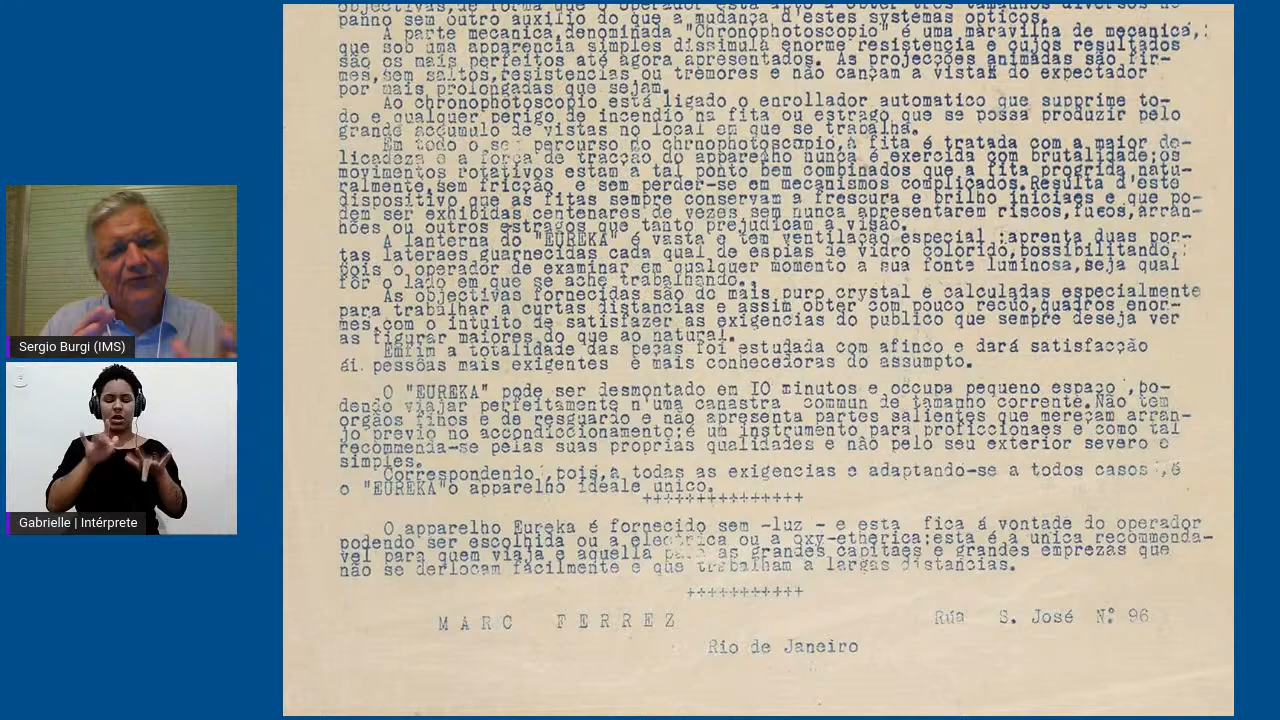 objectivas,de forma que o operador esta apto a obter tres tamanhos diversos no
panno sem outro auxilio do que a mudança d'estes systemas opticos.
A parte mecanica,denominada "Chronophotoscopio" é uma maravilha de mecanica,
que sob uma apparencia simples dissimula enorme resistencia e cujos resultados
são os mais perfeitos até agora apresentados. As projecções animadas são fir-
mes,sem saltos,resistencias ou tremores e não cançam a vista do expectador
por mais prolongadas que sejam.
Ao chronophotoscopio está ligado o enrollador automatico que supprime to-
do e qualquer perigo de incendio na fita ou estrago que se possa produzir pelo
grande accumulo de vistas no local em que se trabalha.
Em todo o seu percurso do chrnophotoscopio,a fita é tratada com a maior de-
licadeza e a força de tracção do apparelho nunca é exercida com brutalidade;os
movimentos rotativos estam a tal ponto bem combinados que a fita progrida natu-
ralmente,sem fricção e sem perder-se em mecanismos complicados.Resulta d'este
dispositivo que as fitas sempre conservam a frescura e brilho iniciaes e que po-
dem ser exhibidas centenares de vezes sem nunca apresentarem riscos,furos,arran-
hões ou outros estragos que tanto prejudicam a visão.
A lanterna do "EUREKA" é vasta e tem ventilação especial ;aprenta duas por-
tas lateraes guarnecidas cada qual de espias de vidro colorido,possibilitando,
pois o operador de examinar em qualquer momento a sua fonte luminosa,seja qual
fôr o lado em que se ache trabalhando.
As objectivas fornecidas são do mais puro crystal e calculadas especialmente
para trabalhar a curtas distancias e assim obter com pouco recuo,quadros enor-
mes,com o intuito de satisfazer as exigencias do publico que sempre deseja ver
as figurar maiores do que ao natural.
Emfim a totalidade das peças foi estudada com afinco e dará satisfacção
ái pessôas mais exigentes e mais conhecedoras do assumpto.
O "EUREKA" pode ser desmontado em IO minutos e occupa pequeno espaço ,po-
dendo viajar perfeitamente n'uma canastra commun de tamanho corrente.Não tem
orgãos finos e de resguardo e não apresenta partes salientes que mereçam arran-
jo previo no accondiccionamento;é um instrumento para proficcionaes e como tal
recommenda-se pelas suas proprias qualidades e não pelo seu exterior severo e
simples.
Correspondendo ,pois,a todas as exigencias e adaptando-se a todos casos ,é
o "EUREKA"o apparelho ideale unico.
+++++++++++++++
O apparelho Eureka é fornecido sem -luz - e esta fica á vontade do operador
podendo ser escolhida ou a electrica ou a oxy-etherica;esta é a unica recommenda-
vel para quem viaja e aquella para as grandes capitaes e grandes emprezas que
não se derlocam facilmente e que trabalham a largas distancias.
+++++++++++
MARC FERREZ Rúa S. José Nº 96
Rio de Janeiro
Sergio Burgi (IMS)
Gabrielle | Intérprete